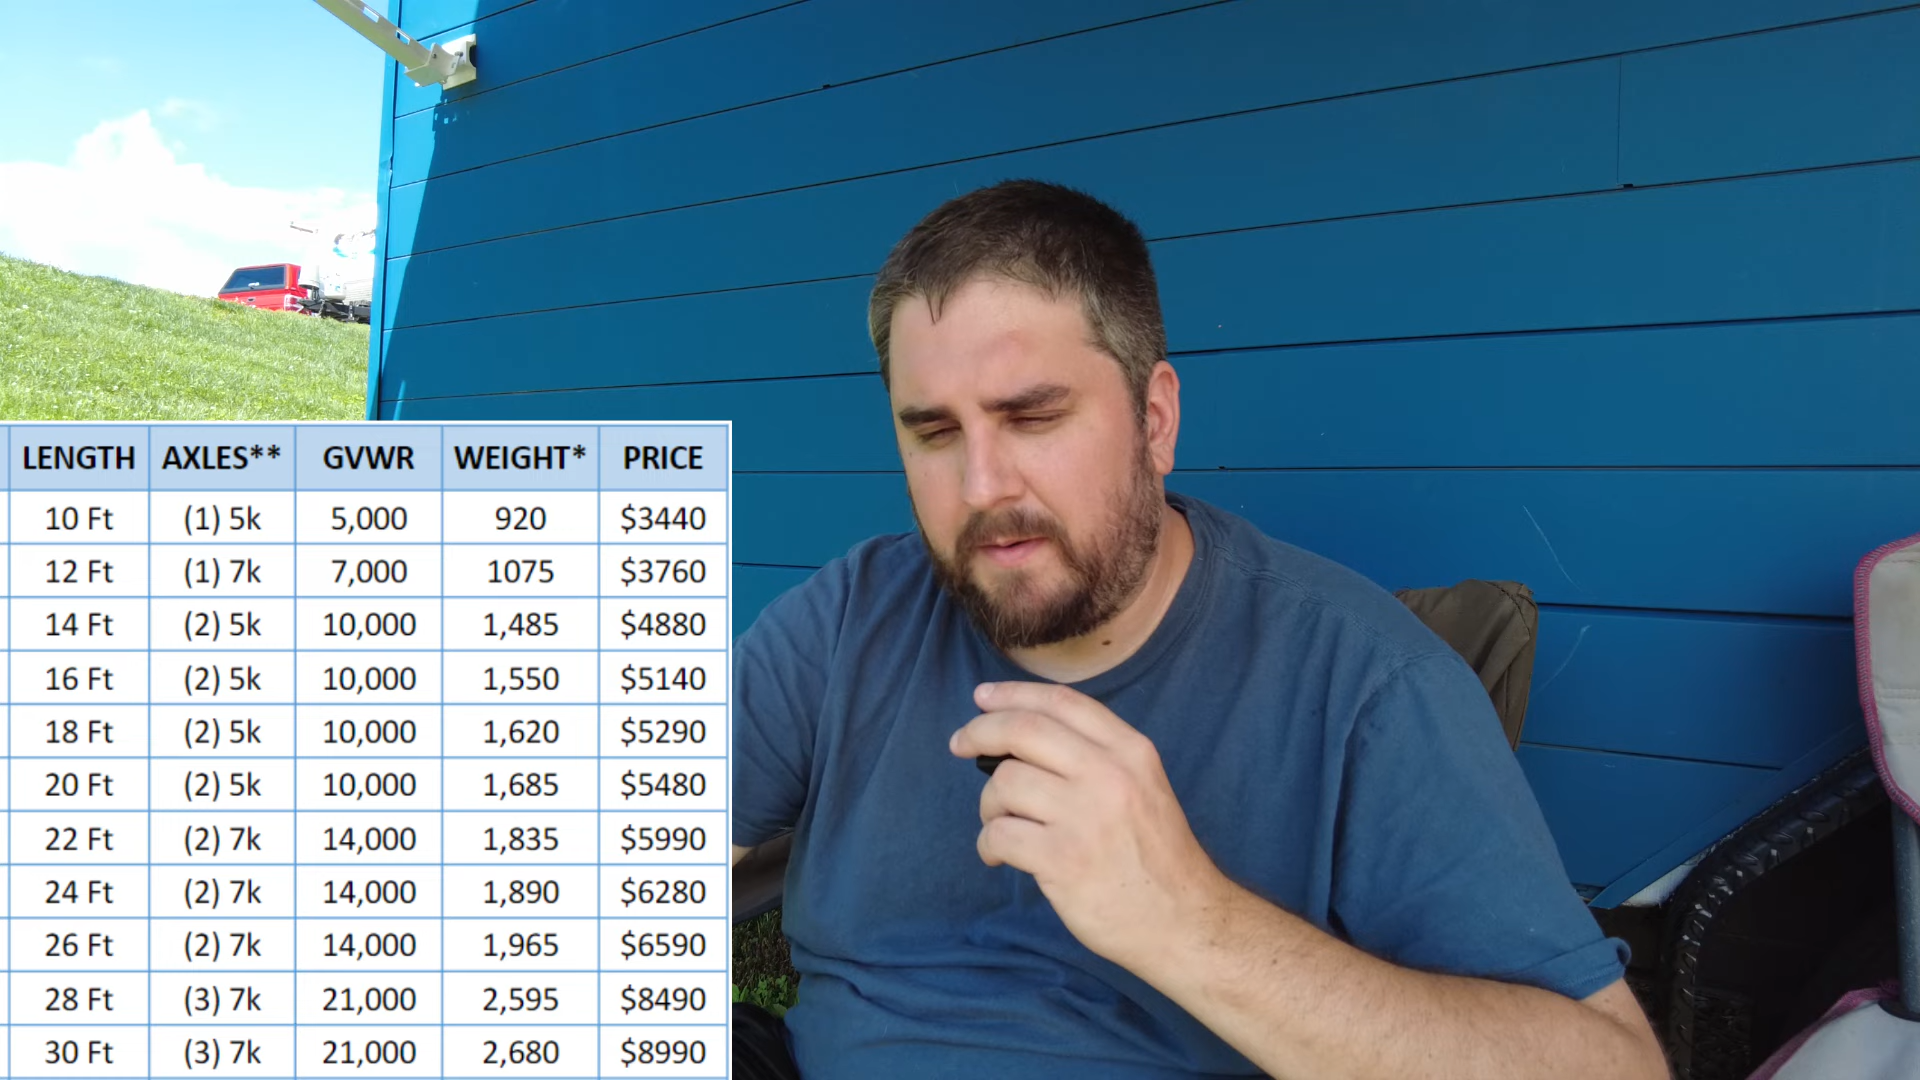 LENGTH AXLES** GVWR WEIGHT* PRICE
10 Ft (1) 5k 5,000 920 $3440
12 Ft (1) 7k 7,000 1075 $3760
14 Ft (2) 5k 10,000 1,485 $4880
16 Ft (2) 5k 10,000 1,550 $5140
18 Ft (2) 5k 10,000 1,620 $5290
20 Ft (2) 5k 10,000 1,685 $5480
22 Ft (2) 7k 14,000 1,835 $5990
24 Ft (2) 7k 14,000 1,890 $6280
26 Ft (2) 7k 14,000 1,965 $6590
28 Ft (3) 7k 21,000 2,595 $8490
30 Ft (3) 7k 21,000 2,680 $8990